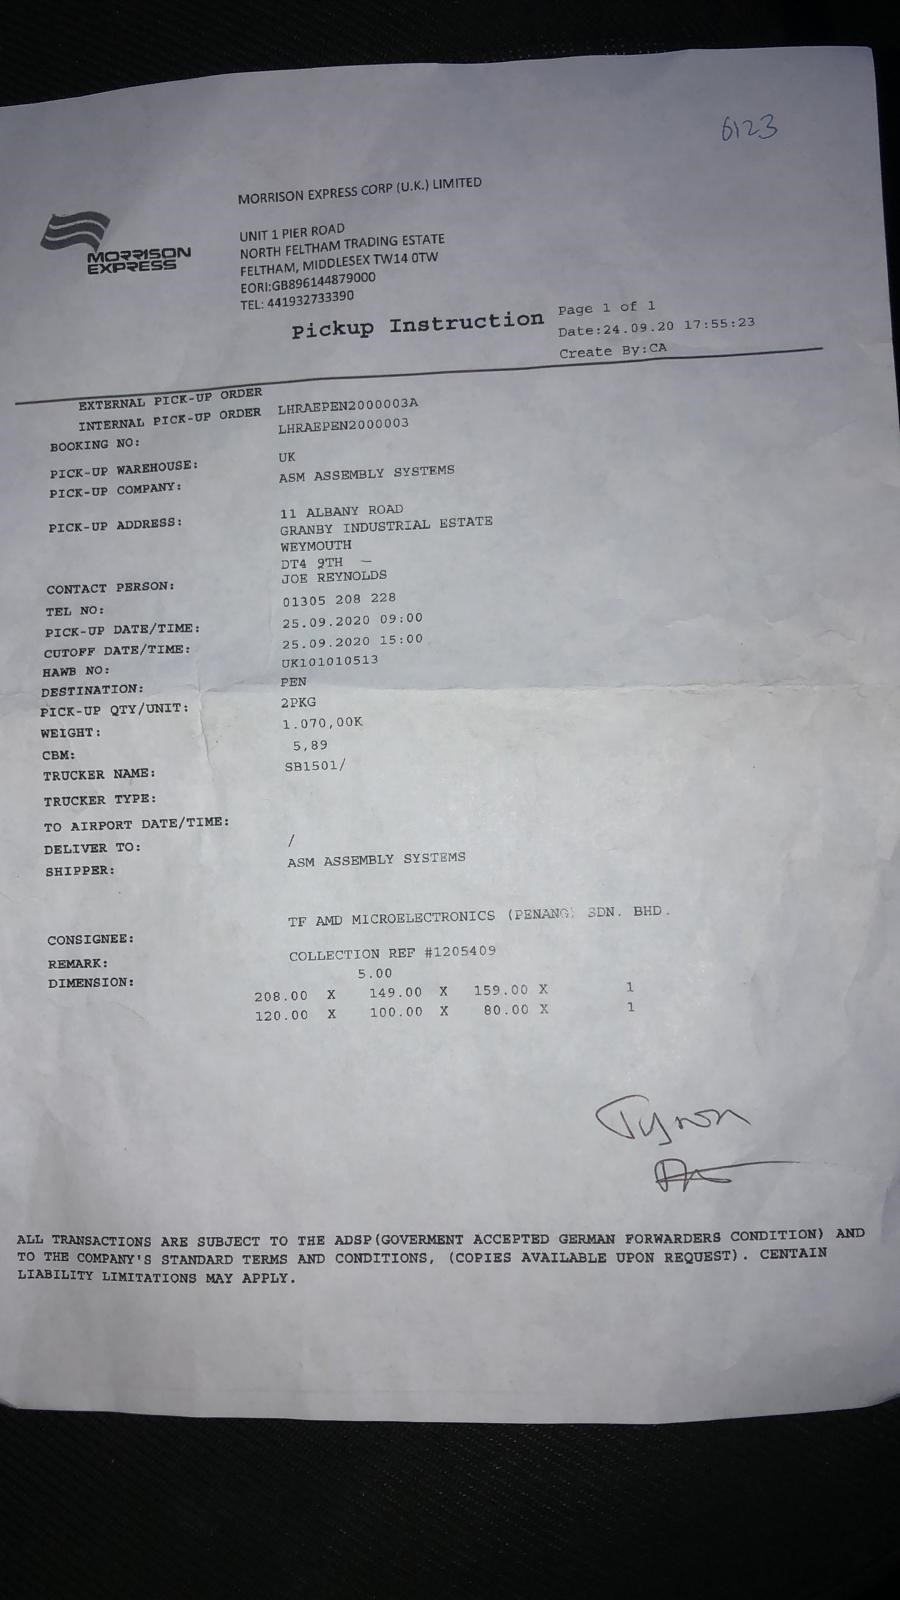 6123
MORRISON EXPRESS CORP (U.K.) LIMITED
MORRISON
EXPRESS
UNIT 1 PIER ROAD
NORTH FELTHAM TRADING ESTATE
FELTHAM, MIDDLESEX TW14 0TW
EORI:GB896144879000
TEL: 441932733390
Pickup Instruction
Page 1 of 1
Date:24.09.20 17:55:23
Create By:CA
EXTERNAL PICK-UP ORDER LHRAEPEN2000003A
INTERNAL PICK-UP ORDER LHRAEPEN2000003
BOOKING NO:
PICK-UP WAREHOUSE: UK
PICK-UP COMPANY: ASM ASSEMBLY SYSTEMS
PICK-UP ADDRESS: 11 ALBANY ROAD
GRANBY INDUSTRIAL ESTATE
WEYMOUTH
DT4 9TH —
CONTACT PERSON: JOE REYNOLDS
TEL NO: 01305 208 228
PICK-UP DATE/TIME: 25.09.2020 09:00
CUTOFF DATE/TIME: 25.09.2020 15:00
HAWB NO: UK101010513
DESTINATION: PEN
PICK-UP QTY/UNIT: 2PKG
WEIGHT: 1.070,00K
CBM: 5,89
TRUCKER NAME: SB1501/
TRUCKER TYPE:
TO AIRPORT DATE/TIME:
DELIVER TO: /
SHIPPER: ASM ASSEMBLY SYSTEMS
CONSIGNEE: TF AMD MICROELECTRONICS (PENANG) SDN. BHD.
REMARK: COLLECTION REF #1205409
DIMENSION: 5.00
208.00 X 149.00 X 159.00 X 1
120.00 X 100.00 X 80.00 X 1
Tyron
ALL TRANSACTIONS ARE SUBJECT TO THE ADSP(GOVERMENT ACCEPTED GERMAN FORWARDERS CONDITION) AND
TO THE COMPANY'S STANDARD TERMS AND CONDITIONS, (COPIES AVAILABLE UPON REQUEST). CENTAIN
LIABILITY LIMITATIONS MAY APPLY.